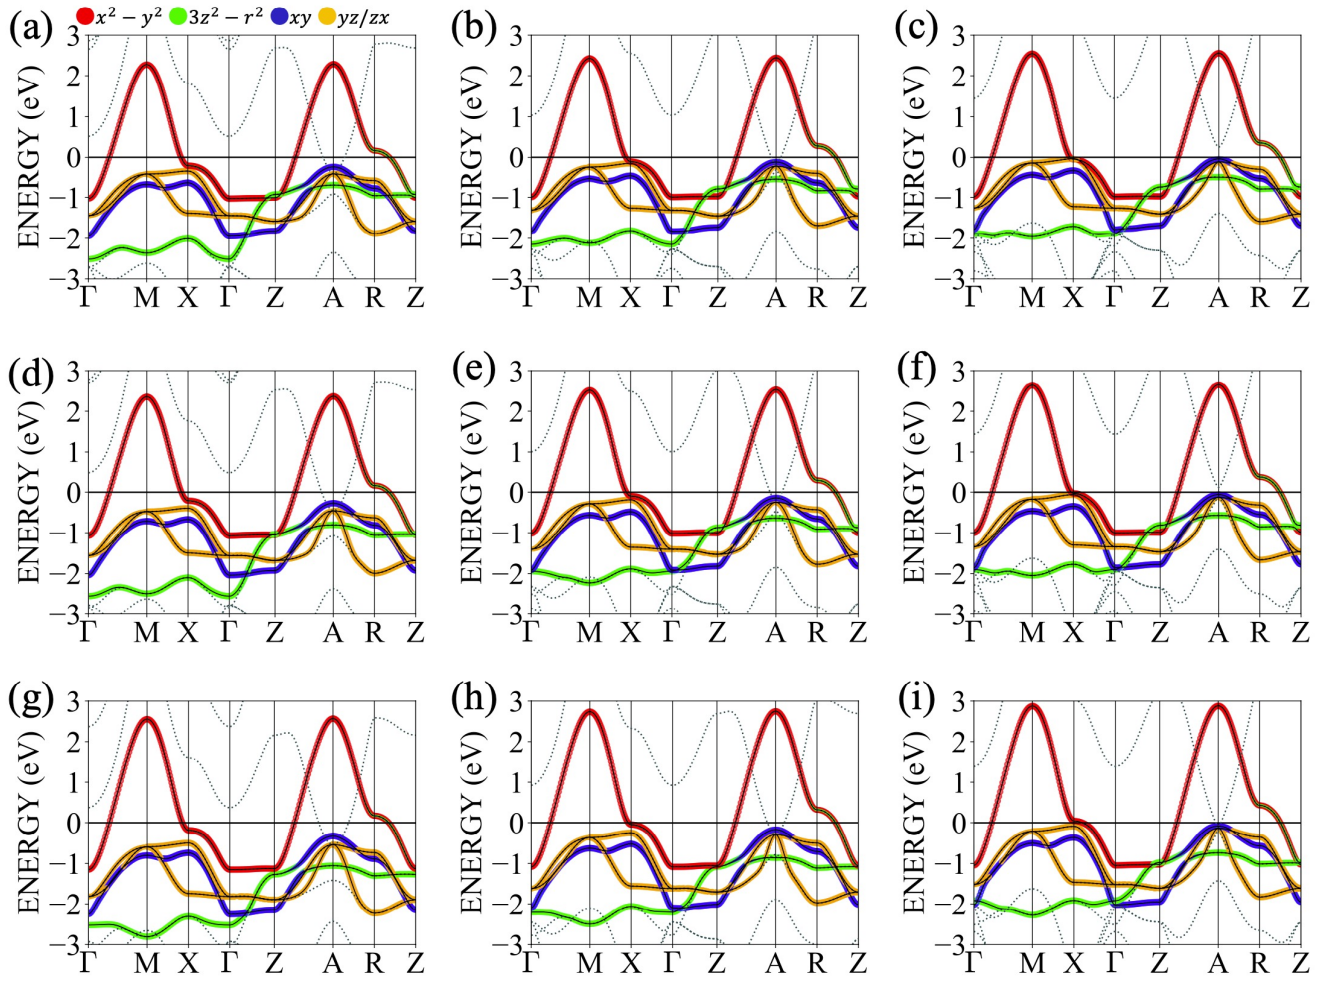 (a) x² − y² 3z² − r² xy yz/zx (b) (c)
3 3 3
2 2 2
1 1 1
0 0 0
−1 −1 −1
−2 −2 −2
−3 −3 −3
ENERGY (eV) ENERGY (eV) ENERGY (eV)
Γ M X Γ Z A R Z Γ M X Γ Z A R Z Γ M X Γ Z A R Z
(d) (e) (f)
3 3 3
2 2 2
1 1 1
0 0 0
−1 −1 −1
−2 −2 −2
−3 −3 −3
ENERGY (eV) ENERGY (eV) ENERGY (eV)
Γ M X Γ Z A R Z Γ M X Γ Z A R Z Γ M X Γ Z A R Z
(g) (h) (i)
3 3 3
2 2 2
1 1 1
0 0 0
−1 −1 −1
−2 −2 −2
−3 −3 −3
ENERGY (eV) ENERGY (eV) ENERGY (eV)
Γ M X Γ Z A R Z Γ M X Γ Z A R Z Γ M X Γ Z A R Z